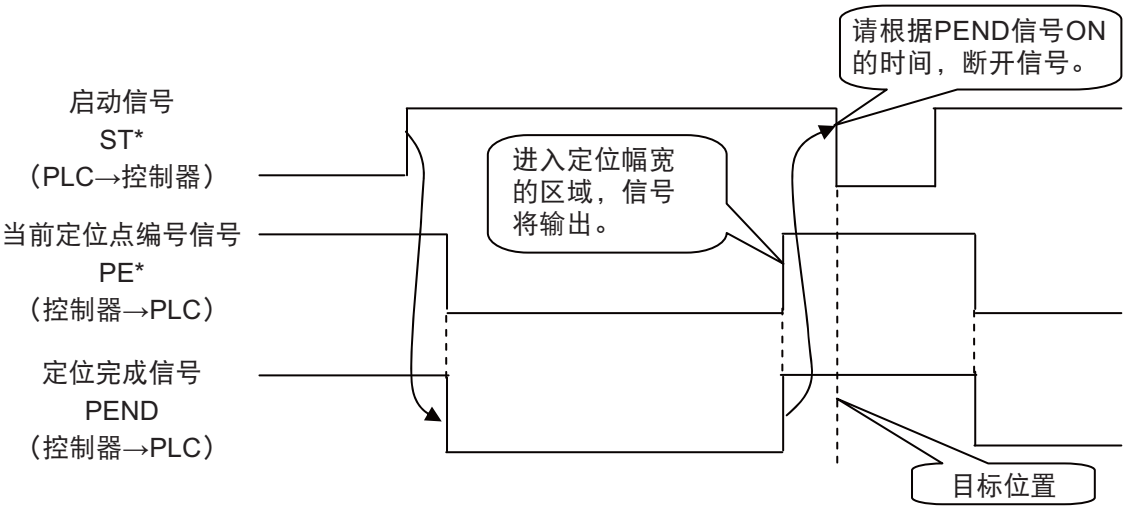 请根据PEND信号ON
的时间，断开信号。
启动信号
ST*
（PLC→控制器）
进入定位幅宽
的区域，信号
将输出。
当前定位点编号信号
PE*
（控制器→PLC）
定位完成信号
PEND
（控制器→PLC）
目标位置